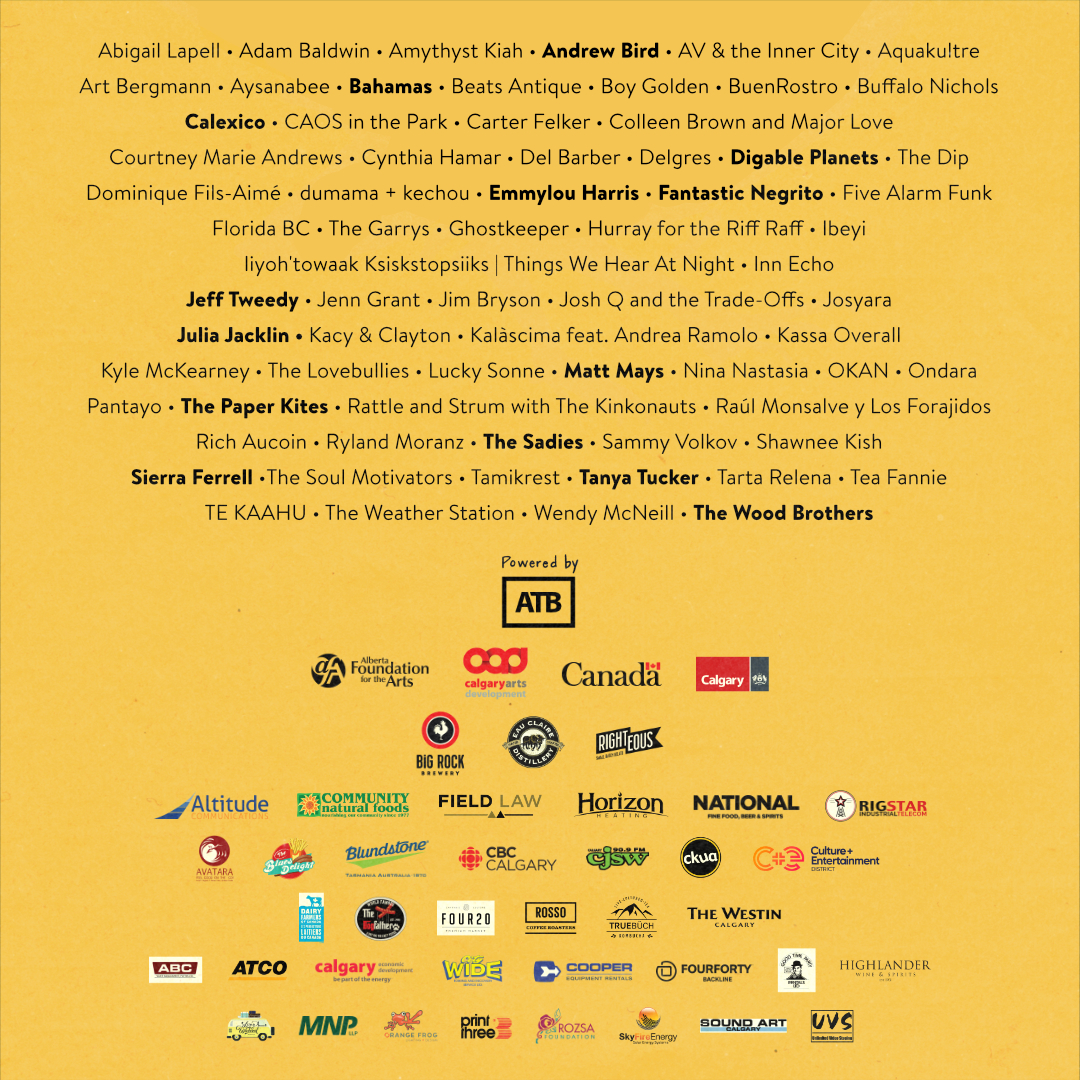 Abigail Lapell • Adam Baldwin • Amythyst Kiah • Andrew Bird • AV & the Inner City • Aquaku!tre
Art Bergmann • Aysanabee • Bahamas • Beats Antique • Boy Golden • BuenRostro • Buffalo Nichols
Calexico • CAOS in the Park • Carter Felker • Colleen Brown and Major Love
Courtney Marie Andrews • Cynthia Hamar • Del Barber • Delgres • Digable Planets • The Dip
Dominique Fils-Aimé • dumama + kechou • Emmylou Harris • Fantastic Negrito • Five Alarm Funk
Florida BC • The Garrys • Ghostkeeper • Hurray for the Riff Raff • Ibeyi
Iiyoh'towaak Ksiskstopsiiks | Things We Hear At Night • Inn Echo
Jeff Tweedy • Jenn Grant • Jim Bryson • Josh Q and the Trade-Offs • Josyara
Julia Jacklin • Kacy & Clayton • Kalàscima feat. Andrea Ramolo • Kassa Overall
Kyle McKearney • The Lovebullies • Lucky Sonne • Matt Mays • Nina Nastasia • OKAN • Ondara
Pantayo • The Paper Kites • Rattle and Strum with The Kinkonauts • Raúl Monsalve y Los Forajidos
Rich Aucoin • Ryland Moranz • The Sadies • Sammy Volkov • Shawnee Kish
Sierra Ferrell •The Soul Motivators • Tamikrest • Tanya Tucker • Tarta Relena • Tea Fannie
TE KAAHU • The Weather Station • Wendy McNeill • The Wood Brothers
Powered by
ATB
Alberta Foundation for the Arts
calgaryarts development
Canada
Calgary
BIG ROCK BREWERY
EAU CLAIRE DISTILLERY
RIGHTEOUS
Altitude COMMUNICATIONS
COMMUNITY natural foods
nourishing our community since 1977
FIELD LAW
Horizon HEATING
NATIONAL
FINE FOOD, BEER & SPIRITS
RIGSTAR INDUSTRIAL TELECOM
AVATARA
The Blues Delight
Blundstone
TASMANIA AUSTRALIA 1870
CBC CALGARY
90.9 FM cjsw
ckua
C+E Culture+ Entertainment DISTRICT
DAIRY FARMERS
The Bigfather
FOUR20
ROSSO
COFFEE ROASTERS
TRUEBÜCH
KOMBUCHA
THE WESTIN
CALGARY
ABC
ATCO
calgary economic development
be part of the energy
WIDE
COOPER
EQUIPMENT RENTALS
FOURFORTY
BACKLINE
GOOD TIME
RENTALS
HIGHLANDER
WINE & SPIRITS
MNP LLP
ORANGE FROG
print three
ROZSA FOUNDATION
SkyFire Energy
SOUND ART
CALGARY
UVS